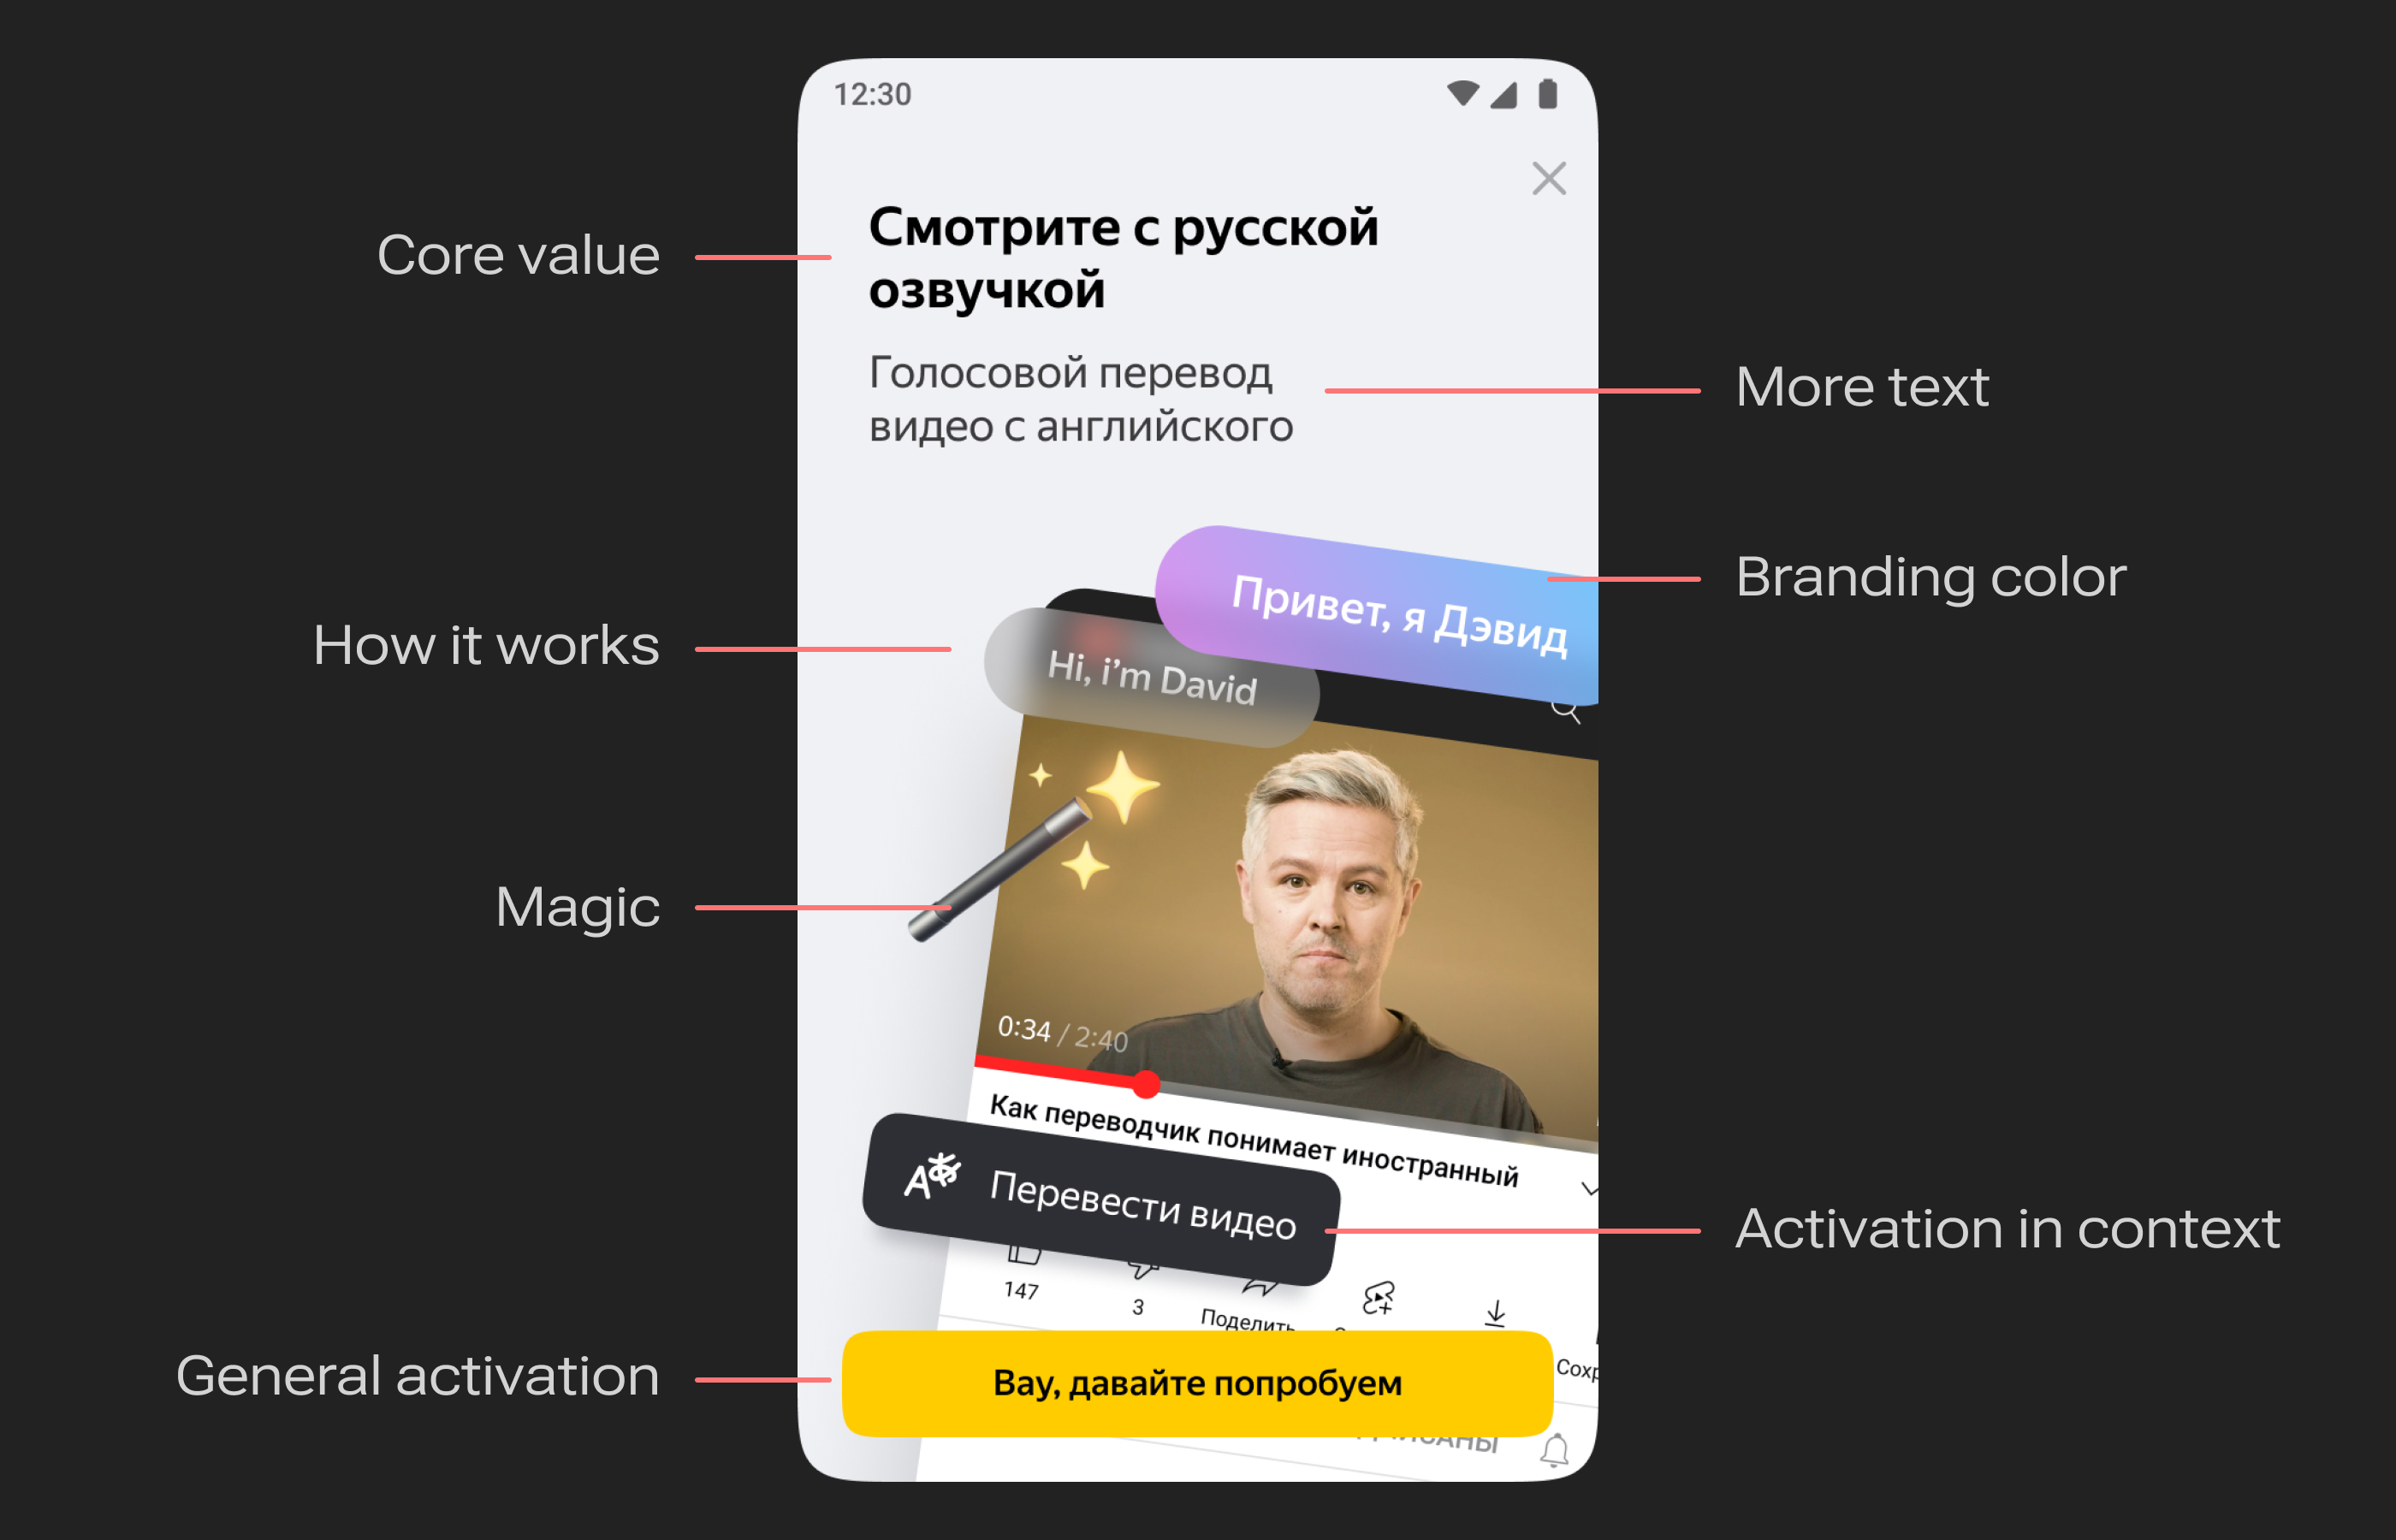 12:30
Core value
Смотрите с русской
озвучкой
Голосовой перевод
видео с английского
More text
Branding color
Привет, я Дэвид
How it works
Hi, i’m David
Magic
0:34 / 2:40
Как переводчик понимает иностранный
Перевести видео
Activation in context
147
3
Поделить
Сохр
General activation
Вау, давайте попробуем